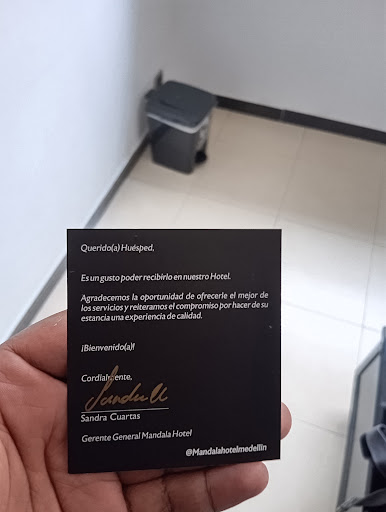 Querido(a) Huésped,
Es un gusto poder recibirlo en nuestro Hotel.
Agradecemos la oportunidad de ofrecerle el mejor de
los servicios y reiteramos el compromiso por hacer de su
estancia una experiencia de calidad.
¡Bienvenido(a)!
Cordialmente,
Sandra C
Sandra Cuartas
Gerente General Mandala Hotel
@Mandalahotelmedellin